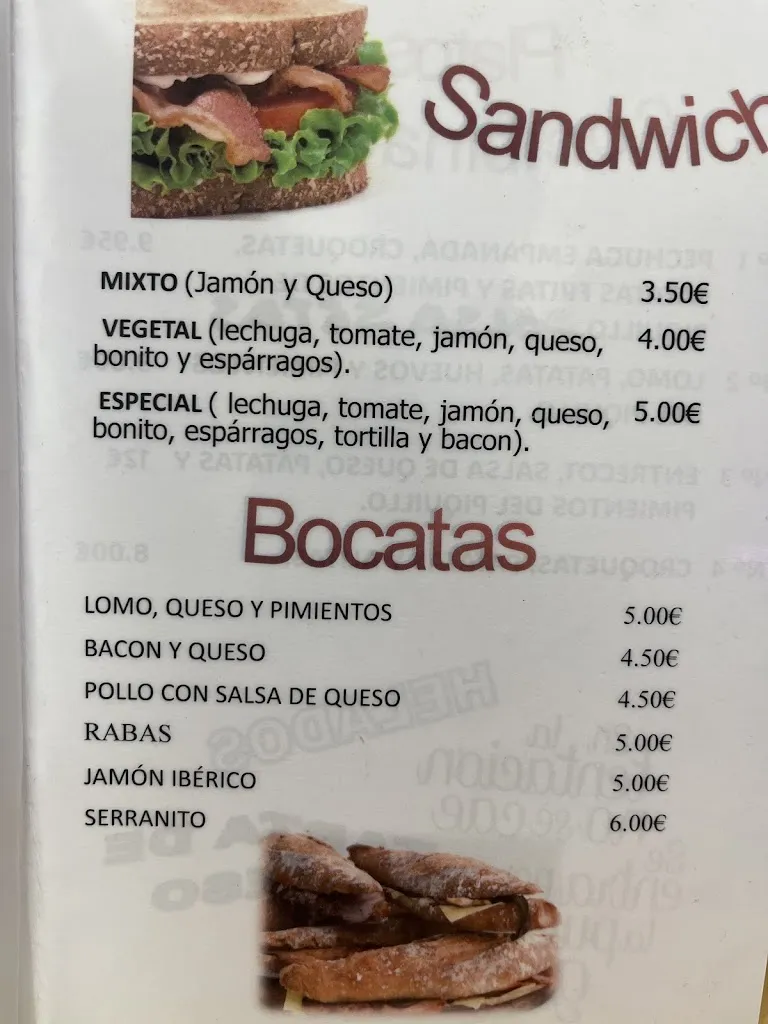 Sandwich
MIXTO (Jamón y Queso) 3.50€
VEGETAL (lechuga, tomate, jamón, queso, 4.00€
bonito y espárragos).
ESPECIAL ( lechuga, tomate, jamón, queso, 5.00€
bonito, espárragos, tortilla y bacon).
Bocatas
LOMO, QUESO Y PIMIENTOS 5.00€
BACON Y QUESO 4.50€
POLLO CON SALSA DE QUESO 4.50€
RABAS 5.00€
JAMÓN IBÉRICO 5.00€
SERRANITO 6.00€